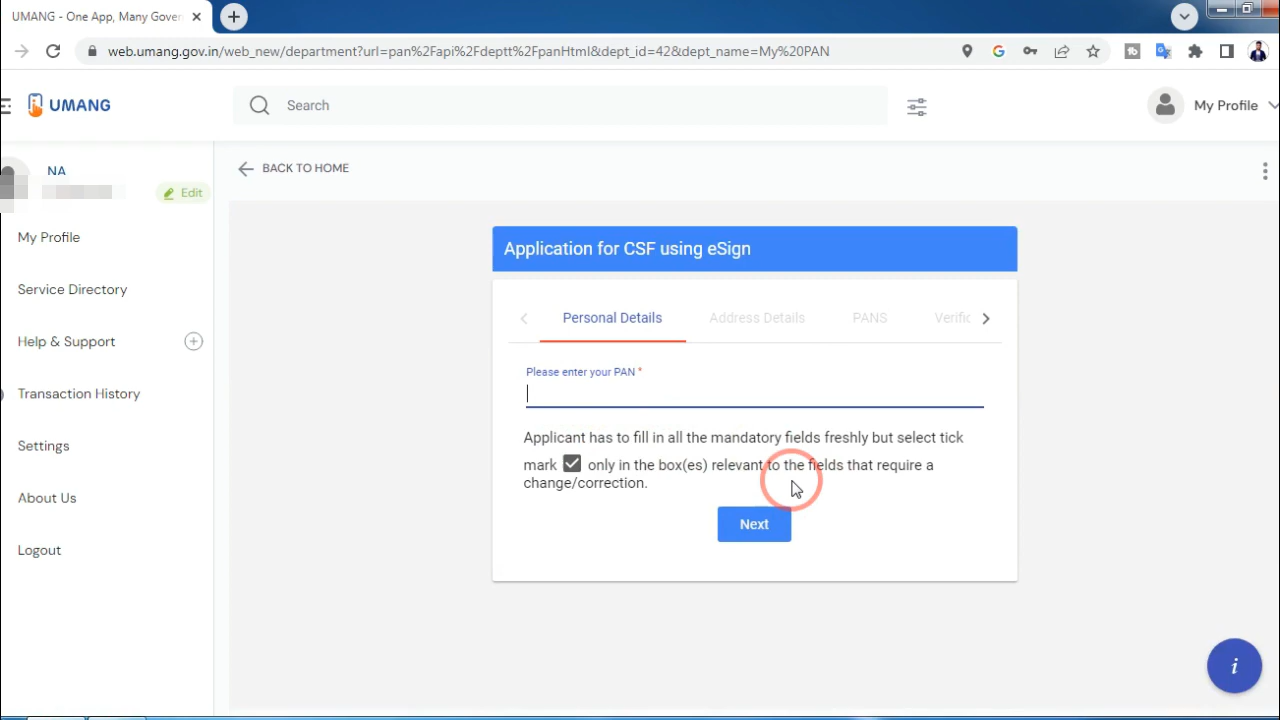 UMANG - One App, Many Gover
web.umang.gov.in/web_new/department?url=pan%2Fapi%2Fdeptt%2FpanHtml&dept_id=42&dept_name=My%20PAN
UMANG
Search
My Profile
NA
Edit
BACK TO HOME
My Profile
Service Directory
Help & Support
Transaction History
Settings
About Us
Logout
Application for CSF using eSign
Personal Details
Address Details
PANS
Verific
Please enter your PAN *
Applicant has to fill in all the mandatory fields freshly but select tick
mark only in the box(es) relevant to the fields that require a
change/correction.
Next
i